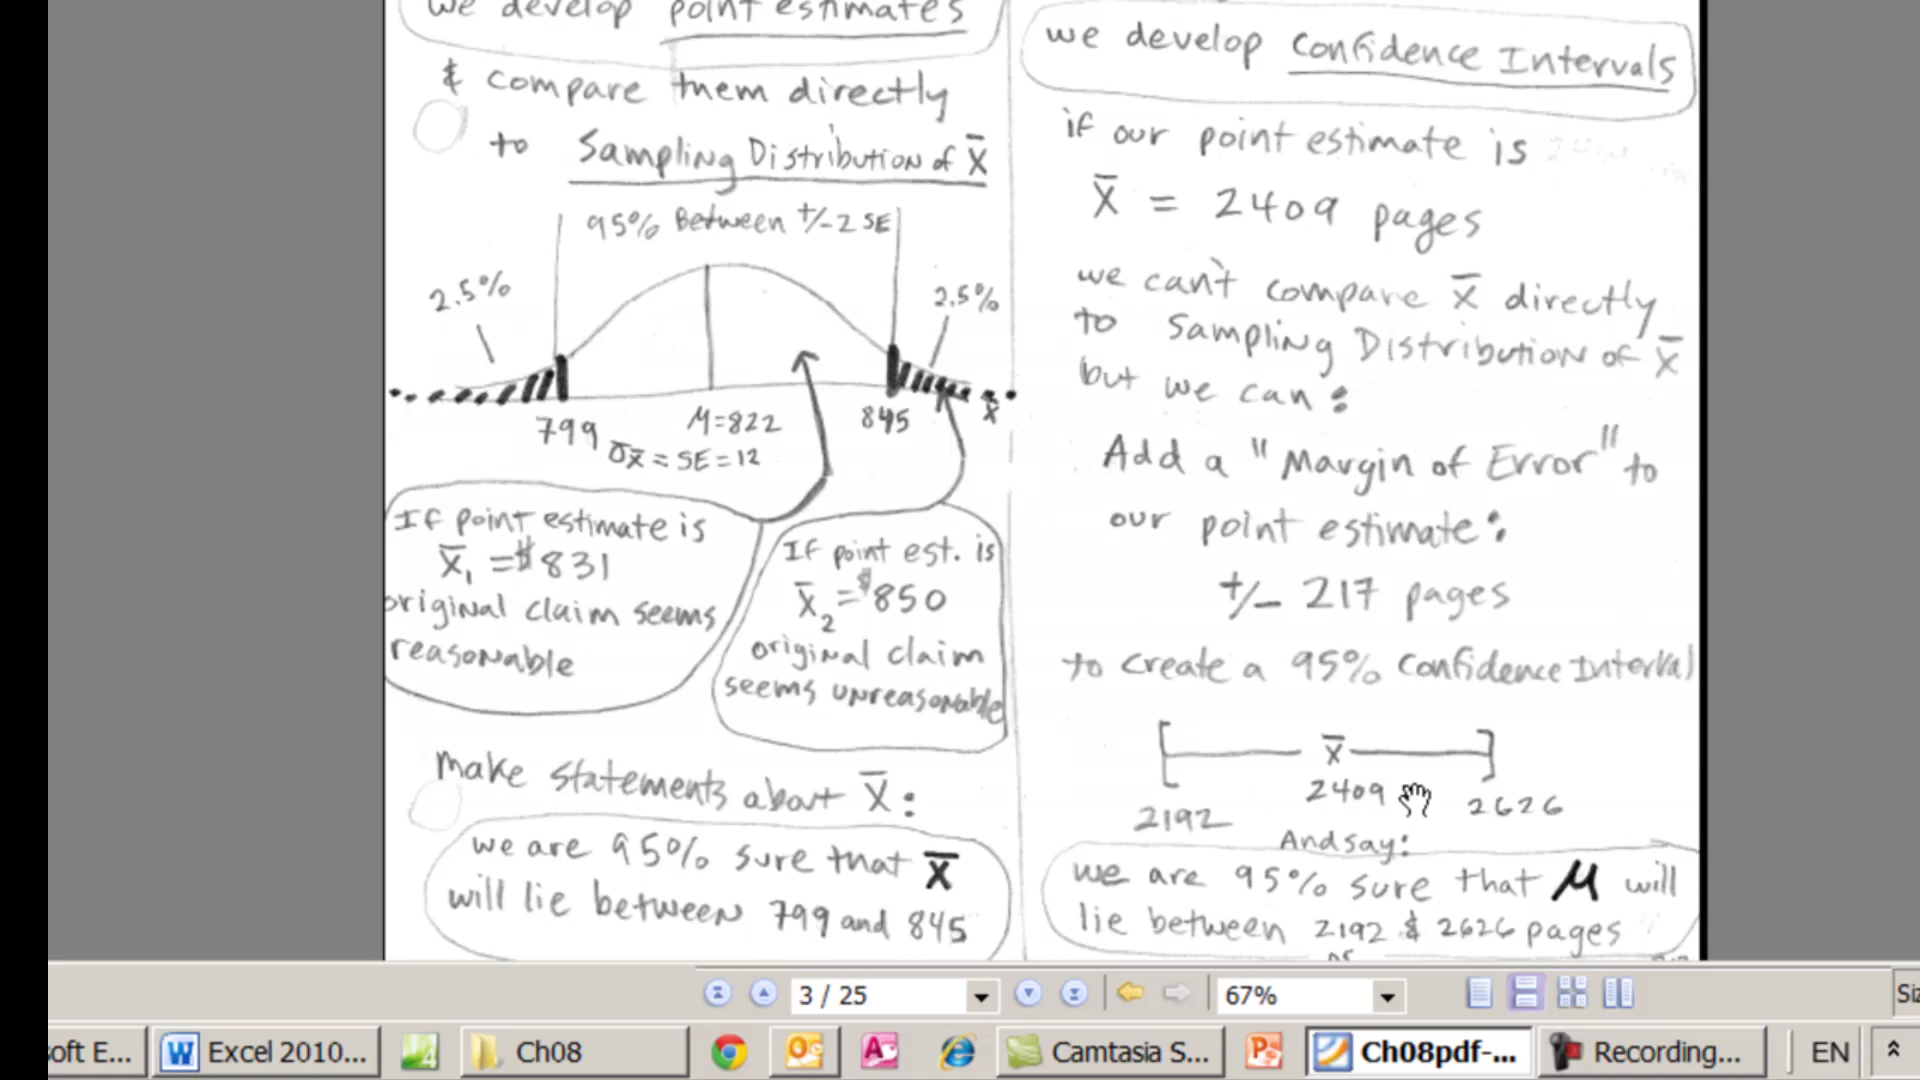 we develop point estimates
& compare them directly
to Sampling Distribution of X̄
95% Between +/-2 SE
2.5%
2.5%
799
M=822
845
X̄
σx̄ = SE = 12
If point estimate is
X̄₁ = $831
original claim seems
reasonable
If point est. is
X̄₂ = $850
original claim
seems unreasonable
Make statements about X̄:
we are 95% sure that X̄
will lie between 799 and 845
we develop Confidence Intervals
if our point estimate is
X̄ = 2409 pages
we can't compare X̄ directly
to Sampling Distribution of X̄
but we can:
Add a "Margin of Error" to
our point estimate:
+/- 217 pages
to create a 95% Confidence Interval
X̄
2192
2409
2626
And say:
we are 95% sure that M will
lie between 2192 & 2626 pages
3 / 25
67%
Siz
oft E...
Excel 2010...
Ch08
Camtasia S...
Ch08pdf-...
Recording...
EN